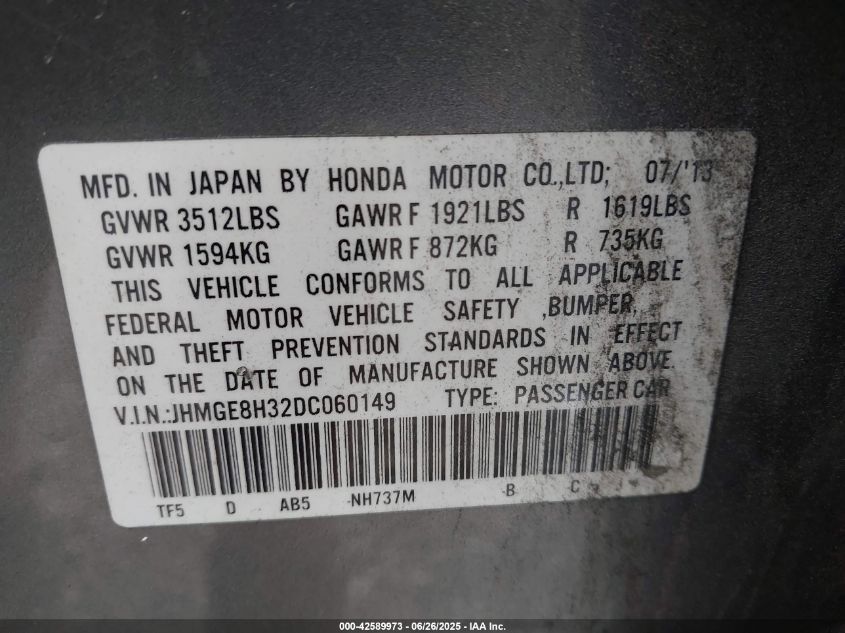 MFD. IN JAPAN BY HONDA MOTOR CO.,LTD; 07/'13
GVWR 3512LBS GAWR F 1921LBS R 1619LBS
GVWR 1594KG GAWR F 872KG R 735KG
THIS VEHICLE CONFORMS TO ALL APPLICABLE
FEDERAL MOTOR VEHICLE SAFETY ,BUMPER,
AND THEFT PREVENTION STANDARDS IN EFFECT
ON THE DATE OF MANUFACTURE SHOWN ABOVE
V.I.N.:JHMGE8H32DC060149 TYPE: PASSENGER CAR
TF5 D AB5 NH737M B C
000-42589973 - 06/26/2025 - IAA Inc.